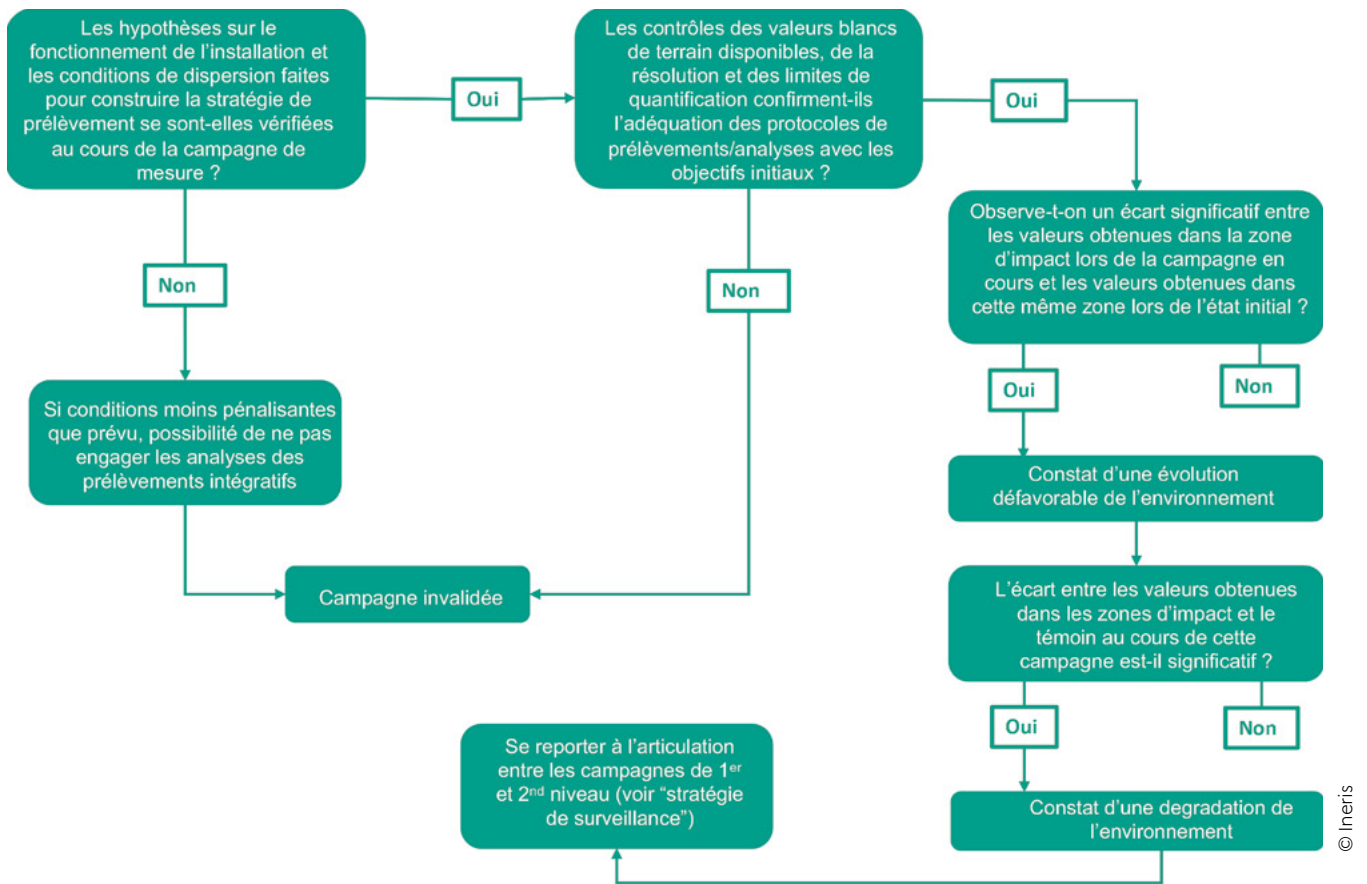 Les hypothèses sur le
fonctionnement de l'installation et
les conditions de dispersion faites
pour construire la stratégie de
prélèvement se sont-elles vérifiées
au cours de la campagne de
mesure ?
Oui
Les contrôles des valeurs blancs
de terrain disponibles, de la
résolution et des limites de
quantification confirment-ils
l'adéquation des protocoles de
prélèvements/analyses avec les
objectifs initiaux ?
Oui
Non
Non
Observe-t-on un écart significatif entre
les valeurs obtenues dans la zone
d'impact lors de la campagne en
cours et les valeurs obtenues dans
cette même zone lors de l'état initial ?
Oui
Non
Si conditions moins pénalisantes
que prévu, possibilité de ne pas
engager les analyses des
prélèvements intégratifs
Constat d'une évolution
défavorable de l'environnement
Campagne invalidée
L'écart entre les valeurs obtenues
dans les zones d'impact et le
témoin au cours de cette
campagne est-il significatif ?
Oui
Non
Se reporter à l'articulation
entre les campagnes de 1er
et 2nd niveau (voir “stratégie
de surveillance”)
Constat d'une degradation de
l'environnement
© Ineris